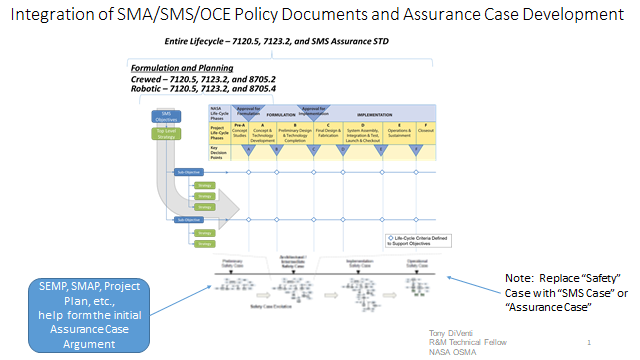 Integration of SMA/SMS/OCE Policy Documents and Assurance Case Development
Entire Lifecycle – 7120.5, 7123.2, and SMS Assurance STD
Formulation and Planning
Crewed – 7120.5, 7123.2, and 8705.2
Robotic – 7120.5, 7123.2, and 8705.4
SMS
Objectives
Top Level
Strategy
NASA
Life-Cycle
Phases
Approval for
Formulation
FORMULATION
Approval for
Implementation
IMPLEMENTATION
Project
Life-Cycle
Phases
Pre-A
Concept
Studies
A
Concept &
Technology
Development
B
Preliminary Design
& Technology
Completion
C
Final Design &
Fabrication
D
System Assembly,
Integration & Test,
Launch & Checkout
E
Operations &
Sustainment
F
Closeout
Key
Decision
Points
A
B
C
D
E
F
Sub-Objective
Strategy
Strategy
Strategy
Sub-Objective
Strategy
Strategy
Life-Cycle Criteria Defined
to Support Objectives
Preliminary
Safety Case
Architectural /
Intermediate
Safety Case
Implementation
Safety Case
Operational
Safety Case
Safety Case Evolution
SEMP, SMAP, Project
Plan, etc.,
help form the initial
Assurance Case
Argument
Note:  Replace “Safety”
Case with “SMS Case” or
“Assurance Case”
Tony DiVenti
R&M Technical Fellow
NASA OSMA
1